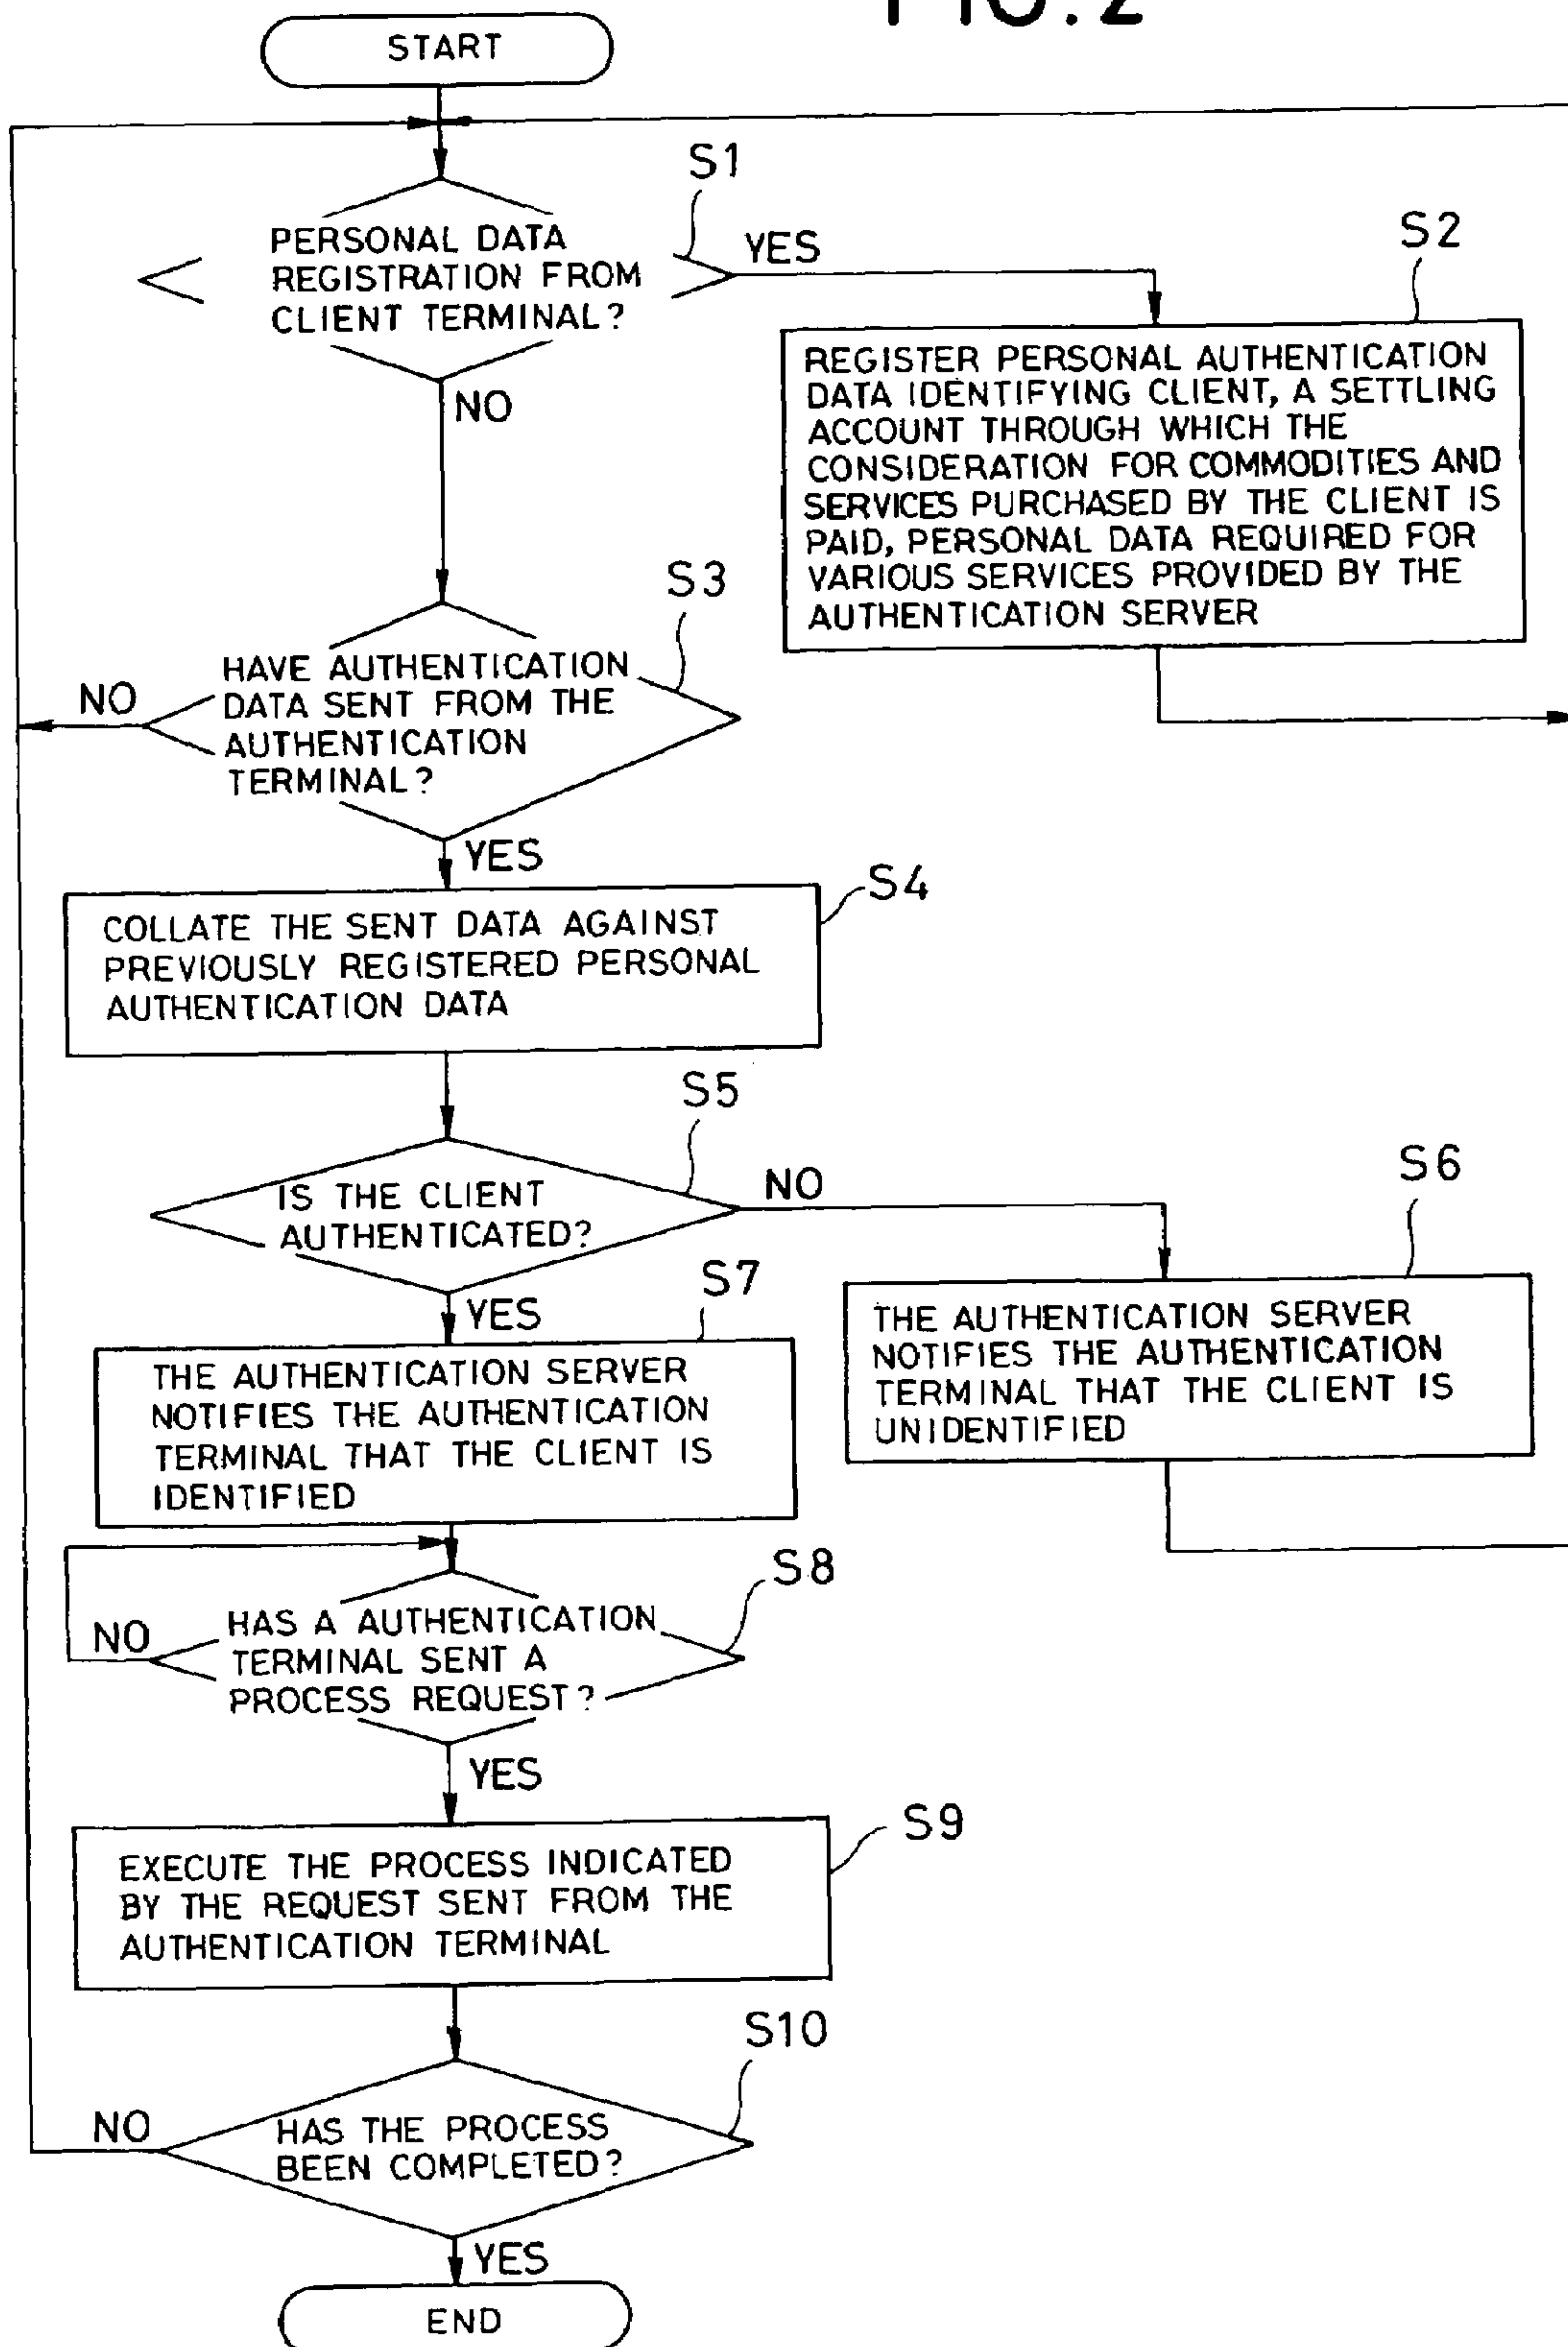 FIG.2
START
S1
PERSONAL DATA
REGISTRATION FROM
CLIENT TERMINAL?
YES
NO
S2
REGISTER PERSONAL AUTHENTICATION
DATA IDENTIFYING CLIENT, A SETTLING
ACCOUNT THROUGH WHICH THE
CONSIDERATION FOR COMMODITIES AND
SERVICES PURCHASED BY THE CLIENT IS
PAID, PERSONAL DATA REQUIRED FOR
VARIOUS SERVICES PROVIDED BY THE
AUTHENTICATION SERVER
S3
HAVE AUTHENTICATION
DATA SENT FROM THE
AUTHENTICATION
TERMINAL?
NO
YES
S4
COLLATE THE SENT DATA AGAINST
PREVIOUSLY REGISTERED PERSONAL
AUTHENTICATION DATA
S5
IS THE CLIENT
AUTHENTICATED?
NO
YES
S6
THE AUTHENTICATION SERVER
NOTIFIES THE AUTHENTICATION
TERMINAL THAT THE CLIENT IS
UNIDENTIFIED
S7
THE AUTHENTICATION SERVER
NOTIFIES THE AUTHENTICATION
TERMINAL THAT THE CLIENT IS
IDENTIFIED
S8
HAS A AUTHENTICATION
TERMINAL SENT A
PROCESS REQUEST?
NO
YES
S9
EXECUTE THE PROCESS INDICATED
BY THE REQUEST SENT FROM THE
AUTHENTICATION TERMINAL
S10
HAS THE PROCESS
BEEN COMPLETED?
NO
YES
END